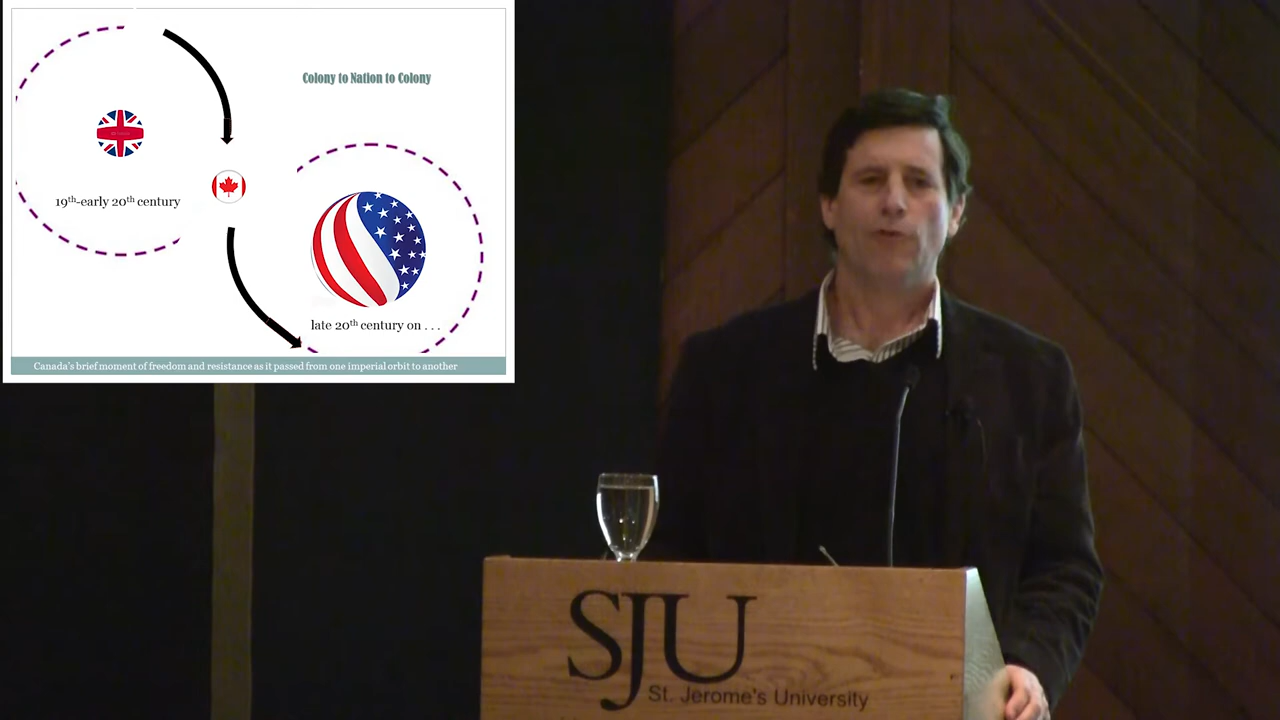 Colony to Nation to Colony
19th-early 20th century
late 20th century on . . .
Canada's brief moment of freedom and resistance as it passed from one imperial orbit to another
SJU
St. Jerome's University